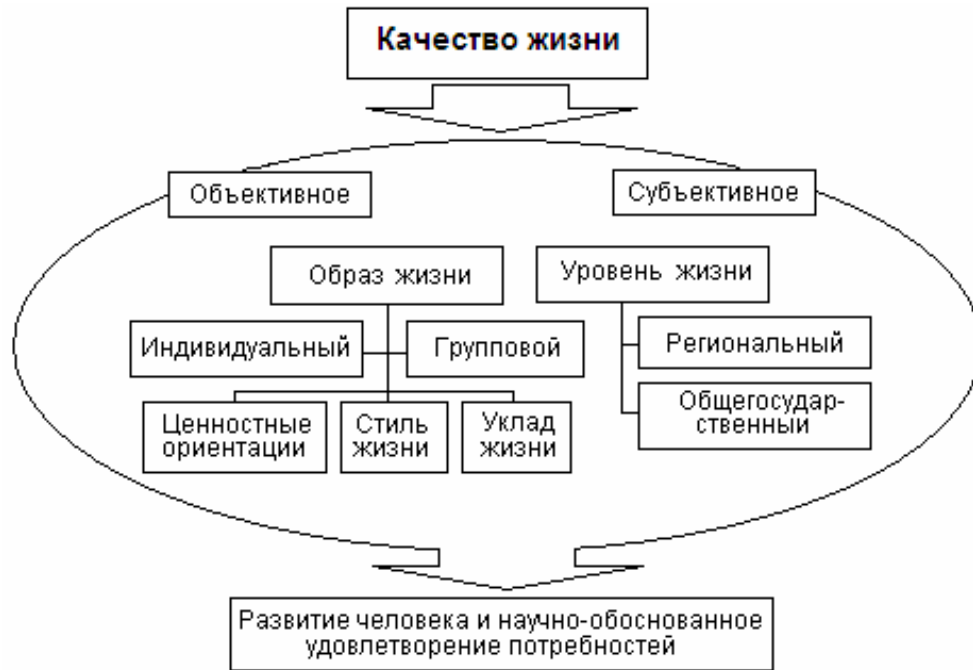 Качество жизни
Объективное
Субъективное
Образ жизни
Уровень жизни
Индивидуальный
Групповой
Региональный
Ценностные
ориентации
Стиль
жизни
Уклад
жизни
Общегосудар-
ственный
Развитие человека и научно-обоснованное
удовлетворение потребностей